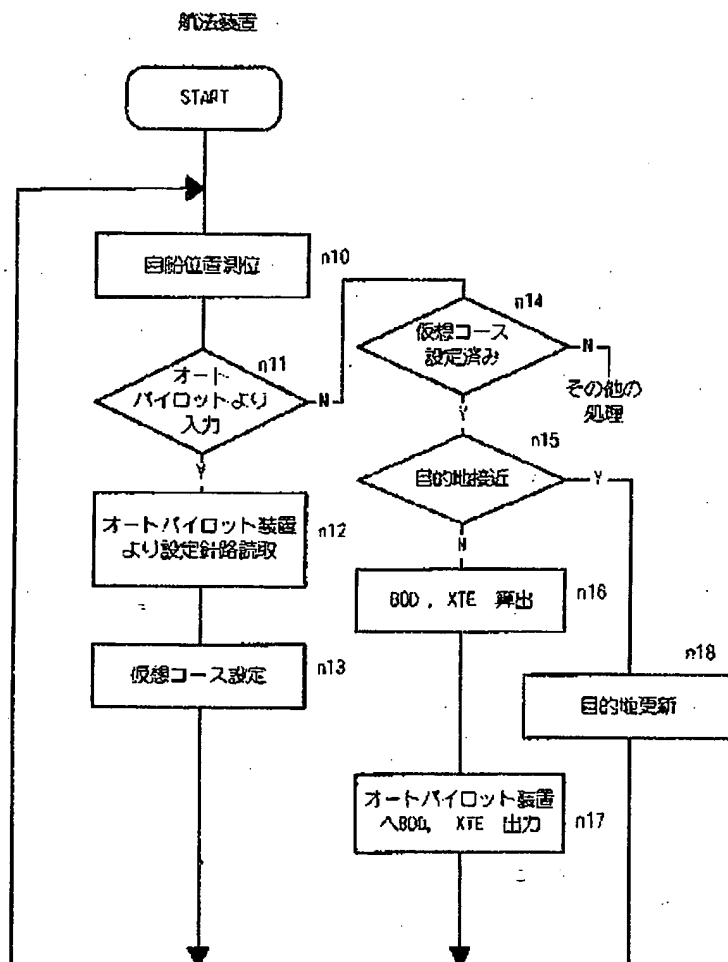 航法装置
START
自船位置測位
n10
オート
パイロットより
入力
n11
N
Y
オートパイロット装置
より設定針路読取
n12
仮想コース設定
n13
仮想コース
設定済み
n14
N
その他の
処理
Y
目的地接近
n15
Y
N
BOD , XTE 算出
n16
オートパイロット装置
へBOD, XTE 出力
n17
目的地更新
n18